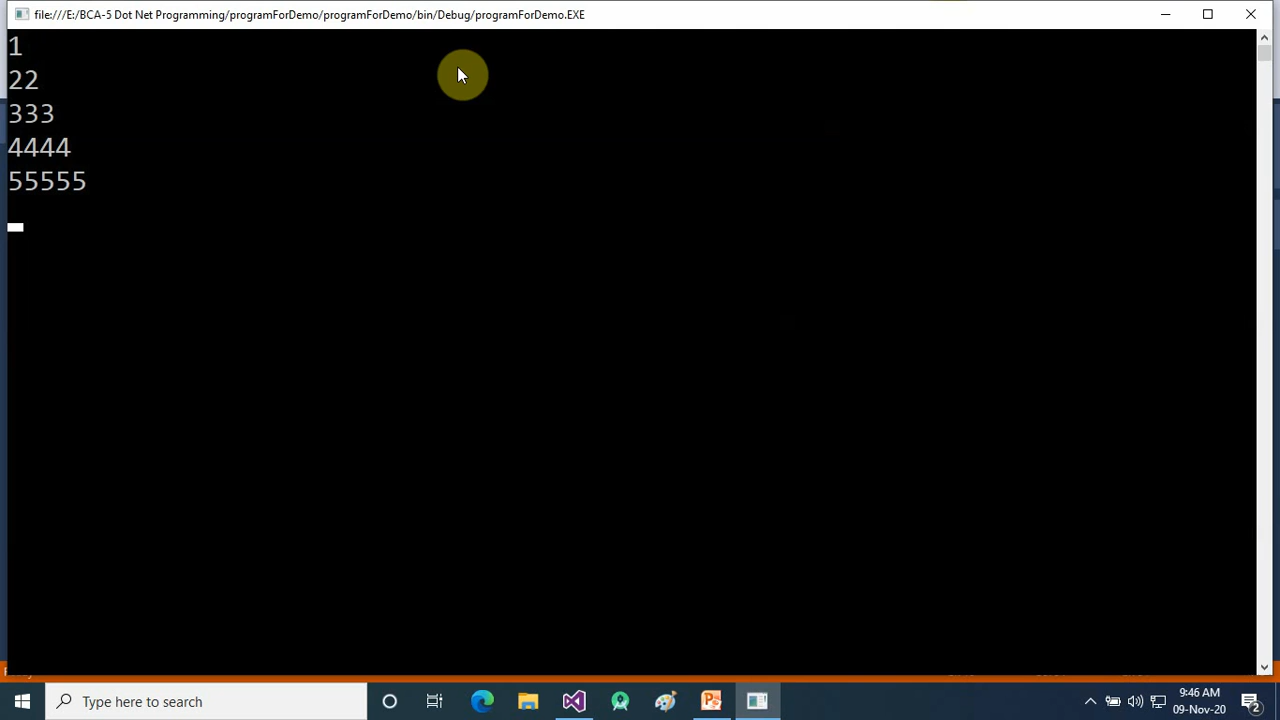 file:///E:/BCA-5 Dot Net Programming/programForDemo/programForDemo/bin/Debug/programForDemo.EXE
1
22
333
4444
55555
Type here to search
9:46 AM
09-Nov-20
2